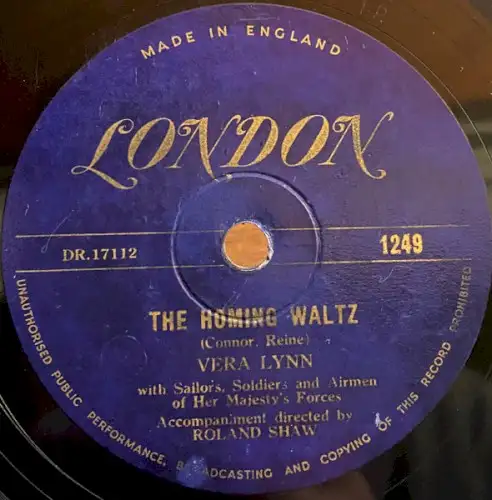 MADE IN ENGLAND
LONDON
DR.17112
1249
THE HOMING WALTZ
(Connor, Reine)
VERA LYNN
with Sailors, Soldiers and Airmen
of Her Majesty's Forces
Accompaniment directed by
ROLAND SHAW
UNAUTHORISED PUBLIC PERFORMANCE, BROADCASTING AND COPYING OF THIS RECORD PROHIBITED